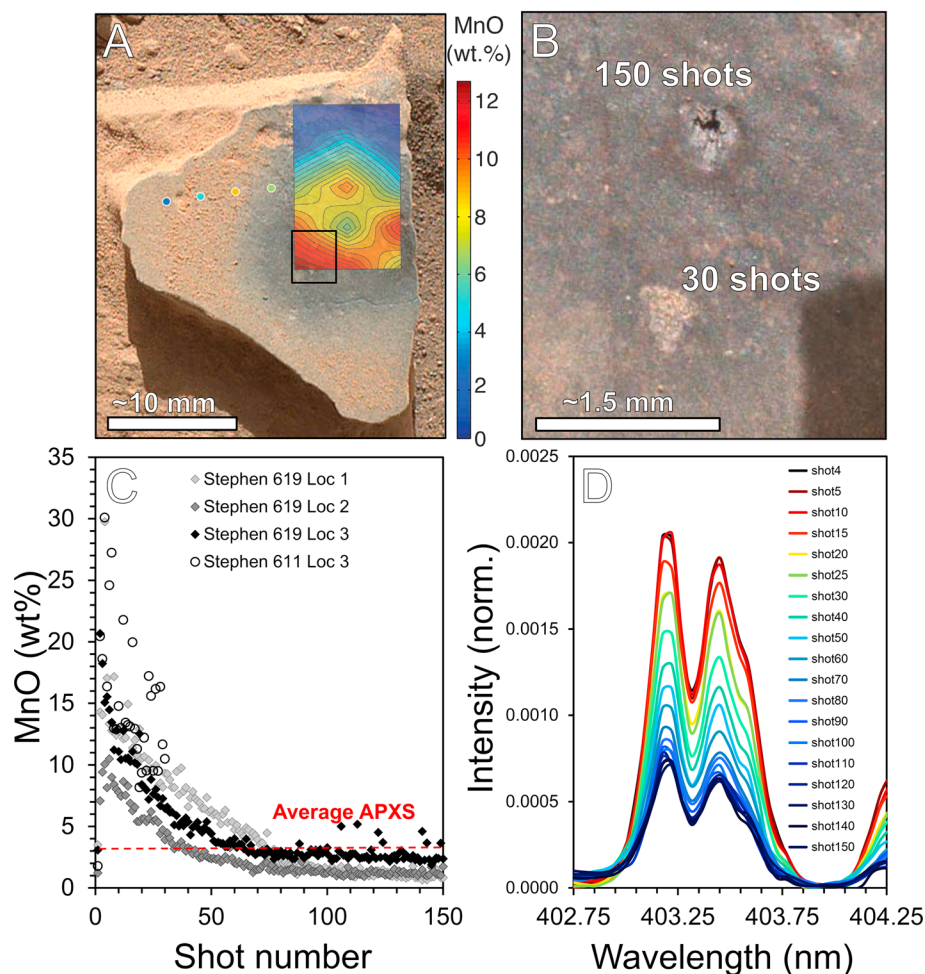 A
MnO
(wt.%)
12
10
8
6
4
2
0
~10 mm
B
150 shots
30 shots
~1.5 mm
C
MnO (wt%)
35
30
25
20
15
10
5
0
Stephen 619 Loc 1
Stephen 619 Loc 2
Stephen 619 Loc 3
Stephen 611 Loc 3
Average APXS
0 50 100 150
Shot number
D
Intensity (norm.)
0.0025
0.0020
0.0015
0.0010
0.0005
0.0000
shot4
shot5
shot10
shot15
shot20
shot25
shot30
shot40
shot50
shot60
shot70
shot80
shot90
shot100
shot110
shot120
shot130
shot140
shot150
402.75 403.25 403.75 404.25
Wavelength (nm)